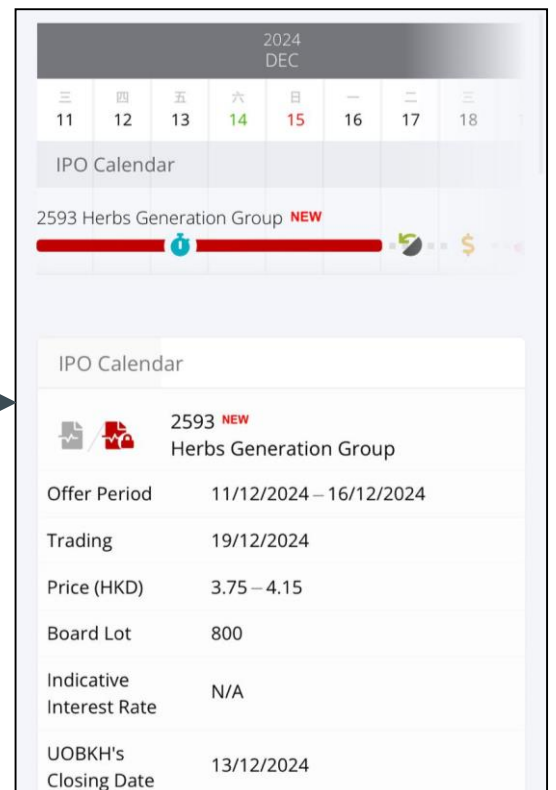 2024
DEC
三 四 五 六 日 一 二 三
11 12 13 14 15 16 17 18
IPO Calendar
2593 Herbs Generation Group NEW
$
IPO Calendar
2593 NEW
Herbs Generation Group
Offer Period 11/12/2024 – 16/12/2024
Trading 19/12/2024
Price (HKD) 3.75 – 4.15
Board Lot 800
Indicative
Interest Rate N/A
UOBKH's
Closing Date 13/12/2024